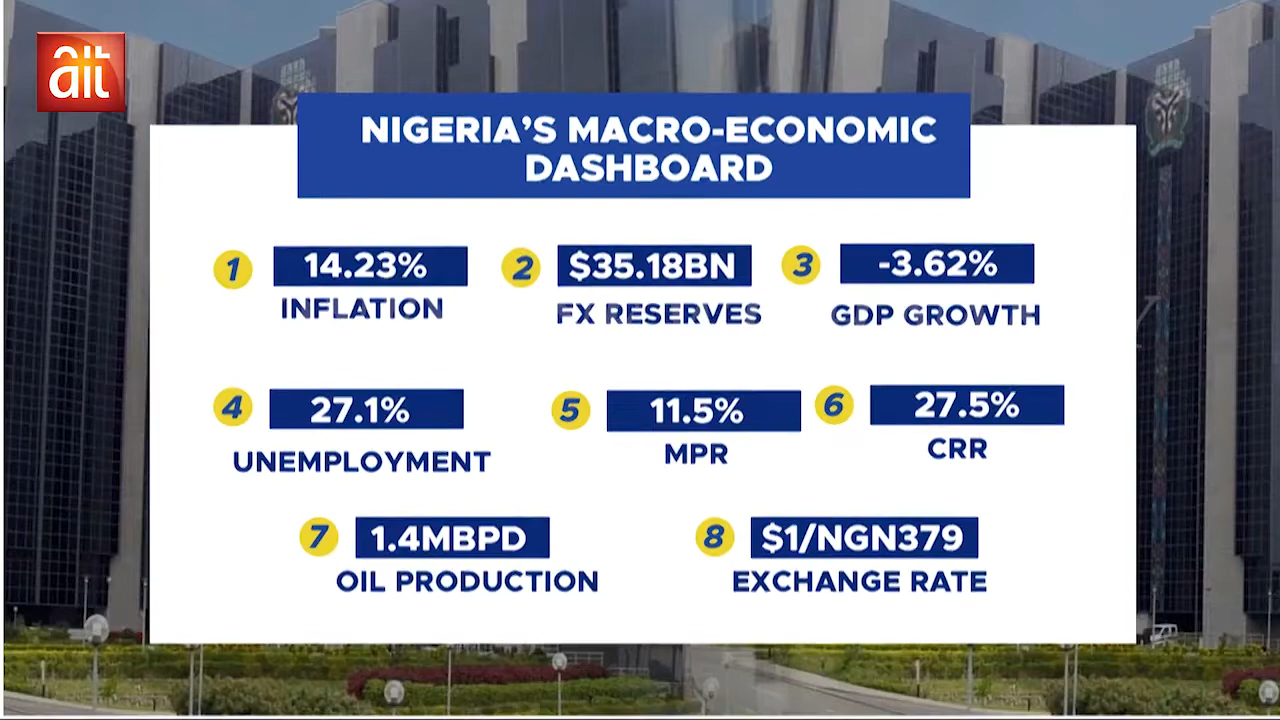 ait
NIGERIA'S MACRO-ECONOMIC
DASHBOARD
1 14.23%
INFLATION
2 $35.18BN
FX RESERVES
3 -3.62%
GDP GROWTH
4 27.1%
UNEMPLOYMENT
5 11.5%
MPR
6 27.5%
CRR
7 1.4MBPD
OIL PRODUCTION
8 $1/NGN379
EXCHANGE RATE